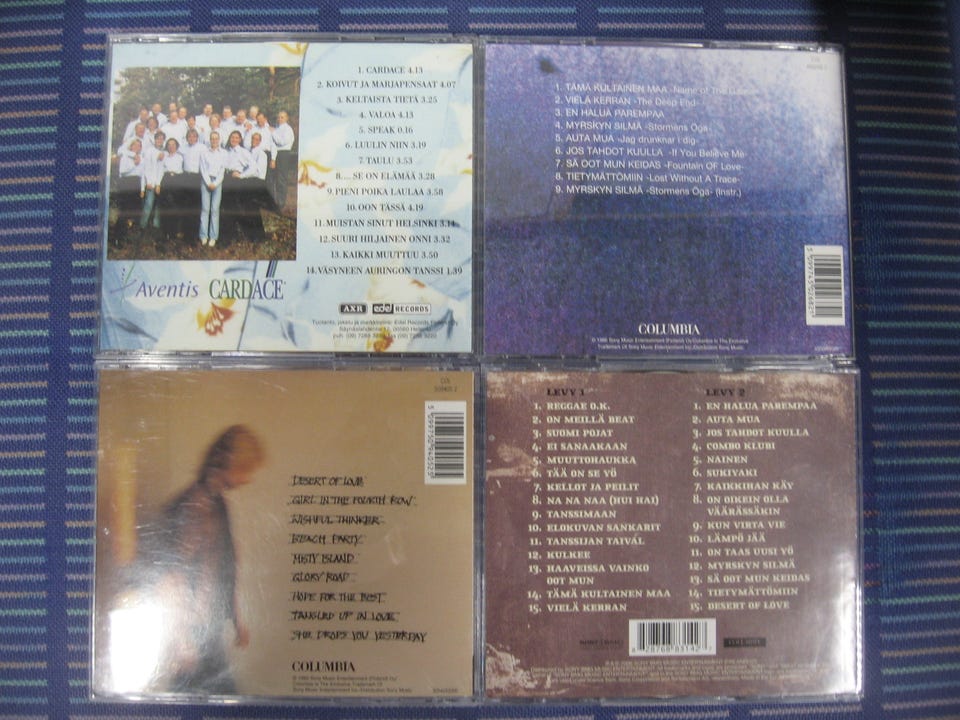 1. CARDACE 4.13
2. KOIVUT JA MARJAPENSAAT 4.07
3. KELTAISTA TIETÄ 3.25
4. VALOA 4.13
5. SPEAK 0.16
6. LUULIN NIIN 3.19
7. TAULU 3.53
8.... SE ON ELÄMÄÄ 3.28
9. PIENI POIKA LAULAA 3.58
10. OON TÄSSÄ 4.19
11. MUISTAN SINUT HELSINKI 3.14
12. SUURI HILJAINEN ONNI 3.32
13. KAIKKI MUUTTUU 3.50
14. VÄSYNEEN AURINGON TANSSI 1.39
Aventis CARDACE
AXR edel RECORDS
COL
1. TÄMÄ KULTAINEN MAA -Name of The
2. VIELÄ KERRAN -The Deep End-
3. EN HALUA PAREMPAA
4. MYRSKYN SILMÄ -Stormens Öga-
5. AUTA MUA -Jag drunknar i dig-
6. JOS TAHDOT KUULLA -If You Believe Me-
7. SÄ OOT MUN KEIDAS -Fountain Of Love-
8. TIETYMÄTTÖMIIN -Lost Without A Trace-
9. MYRSKYN SILMÄ -Stormens Öga- (instr.)
COLUMBIA
COL
DESERT OF LOVE
GIRL IN THE FOURTH ROW
WISHFUL THINKER
BEACH PARTY
MISTY ISLAND
GLORY ROAD
HOPE FOR THE BEST
TANGLED UP IN LOVE
SHE DROPS YOU YESTERDAY
COLUMBIA
LEVY 1
1. REGGAE O.K.
2. ON MEILLÄ BEAT
3. SUOMI POJAT
4. EI SANAAKAAN
5. MUUTTOHAUKKA
6. TÄÄ ON SE YÖ
7. KELLOT JA PEILIT
8. NA NA NAA (HUI HAI)
9. TANSSIMAAN
10. ELOKUVAN SANKARIT
11. TANSSIJAN TAIVAL
12. KULKEE
13. HAAVEISSA VAINKO
OOT MUN
14. TÄMÄ KULTAINEN MAA
15. VIELÄ KERRAN
LEVY 2
1. EN HALUA PAREMPAA
2. AUTA MUA
3. JOS TAHDOT KUULLA
4. COMBO KLUBI
5. NAINEN
6. SUKIYAKI
7. KAIKKIHAN KÄY
8. ON OIKEIN OLLA
VÄÄRÄSSÄKIN
9. KUN VIRTA VIE
10. LÄMPÖ JÄÄ
11. ON TAAS UUSI YÖ
12. MYRSKYN SILMÄ
13. SÄ OOT MUN KEIDAS
14. TIETYMÄTTÖMIIN
15. DESERT OF LOVE
8 28768 83142 7
COLUMBIA